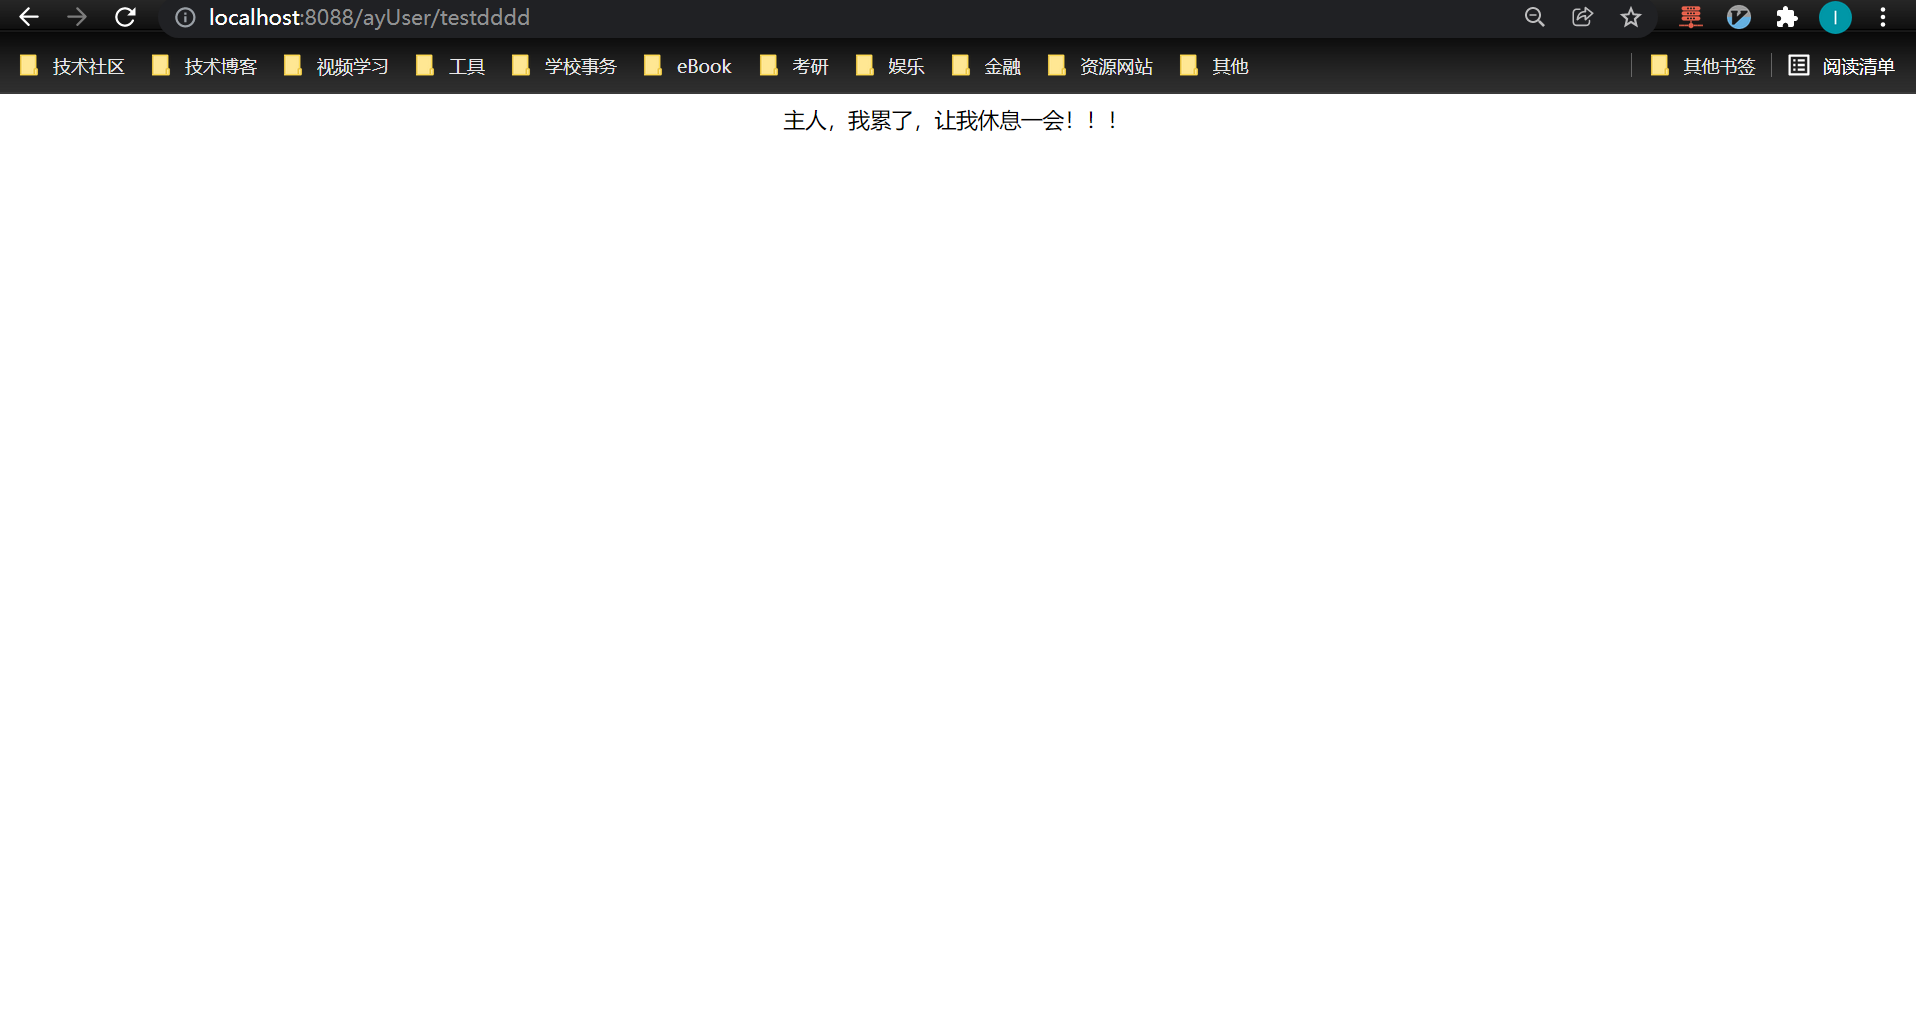 localhost:8088/ayUser/testdddd
技术社区 技术博客 视频学习 工具 学校事务 eBook 考研 娱乐 金融 资源网站 其他 其他书签 阅读清单
主人，我累了，让我休息一会！！！